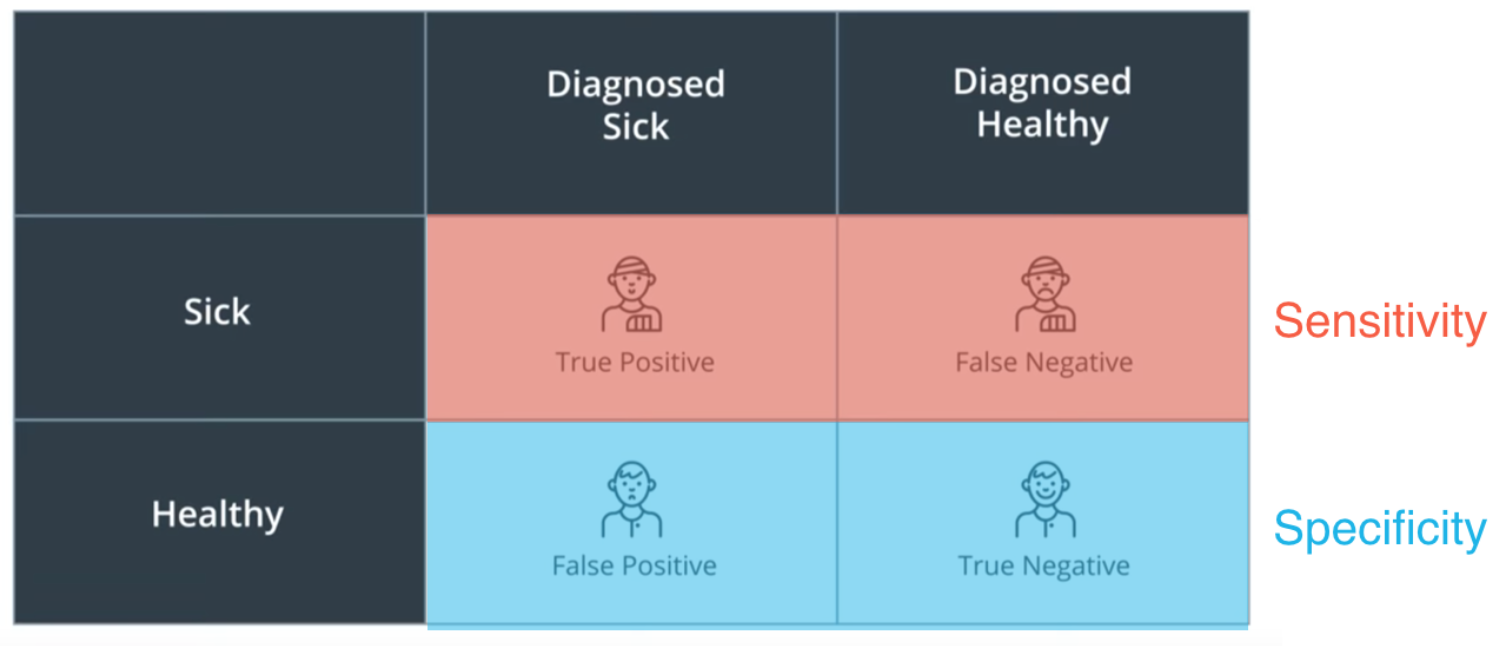 Diagnosed
Sick
Diagnosed
Healthy
Sick
True Positive
False Negative
Sensitivity
Healthy
False Positive
True Negative
Specificity